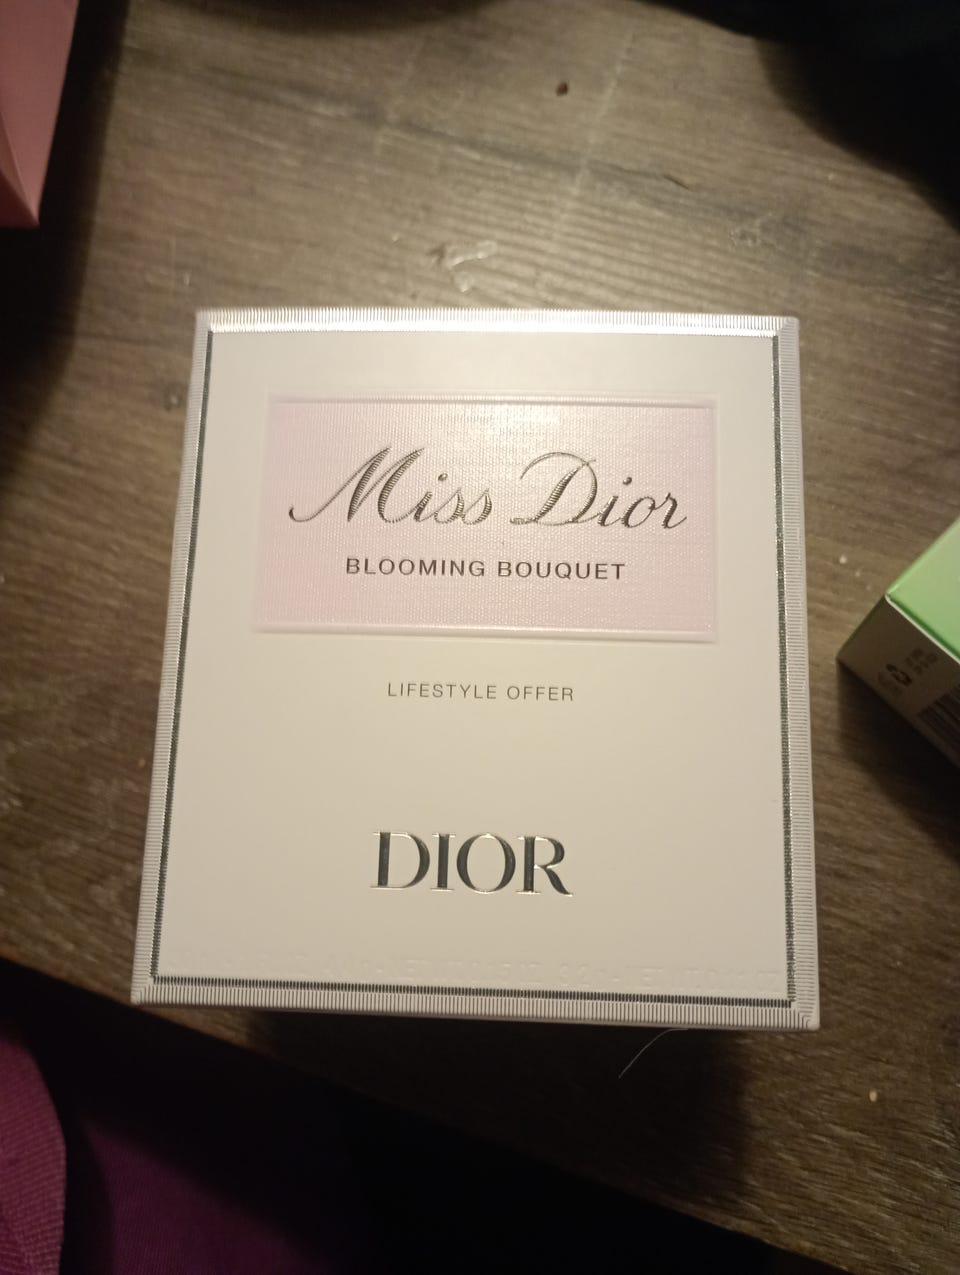 Miss Dior
BLOOMING BOUQUET
LIFESTYLE OFFER
DIOR